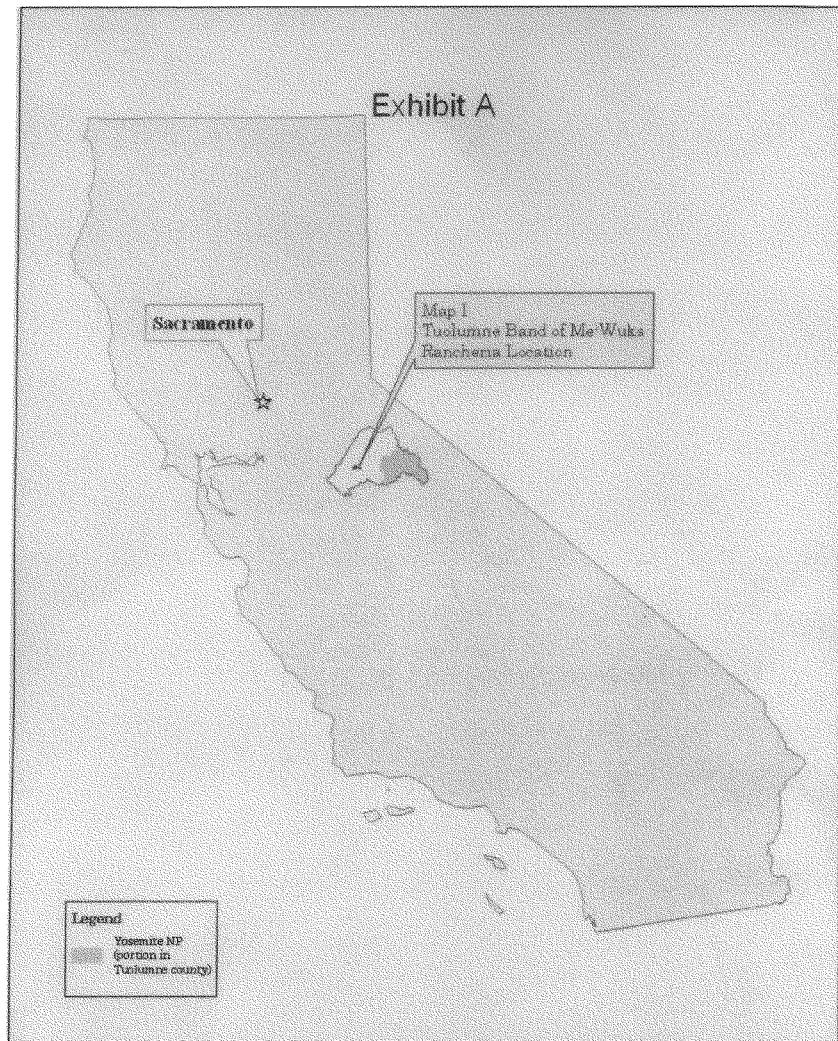 Exhibit A
Sacramento
Map 1
Tuolumne Band of Me-Wuks
Rancheria Location
Legend
Yosemite NP
(portion in
Tuolumne county)